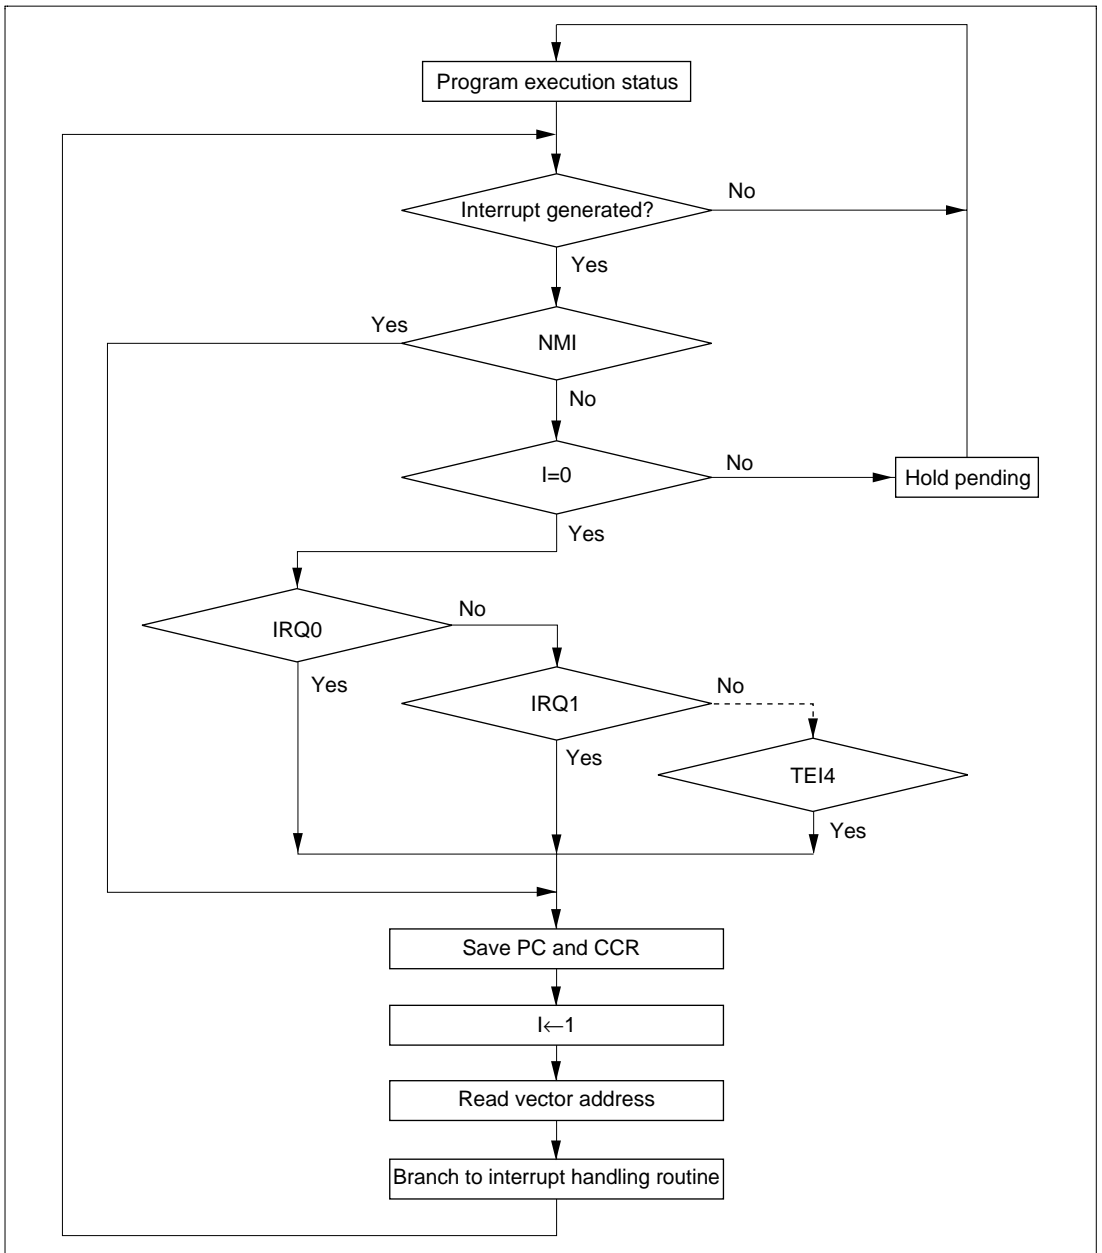 Program execution status
Interrupt generated?
No
Yes
Yes
NMI
No
I=0
No
Hold pending
Yes
IRQ0
No
Yes
IRQ1
No
Yes
TEI4
Yes
Save PC and CCR
I←1
Read vector address
Branch to interrupt handling routine